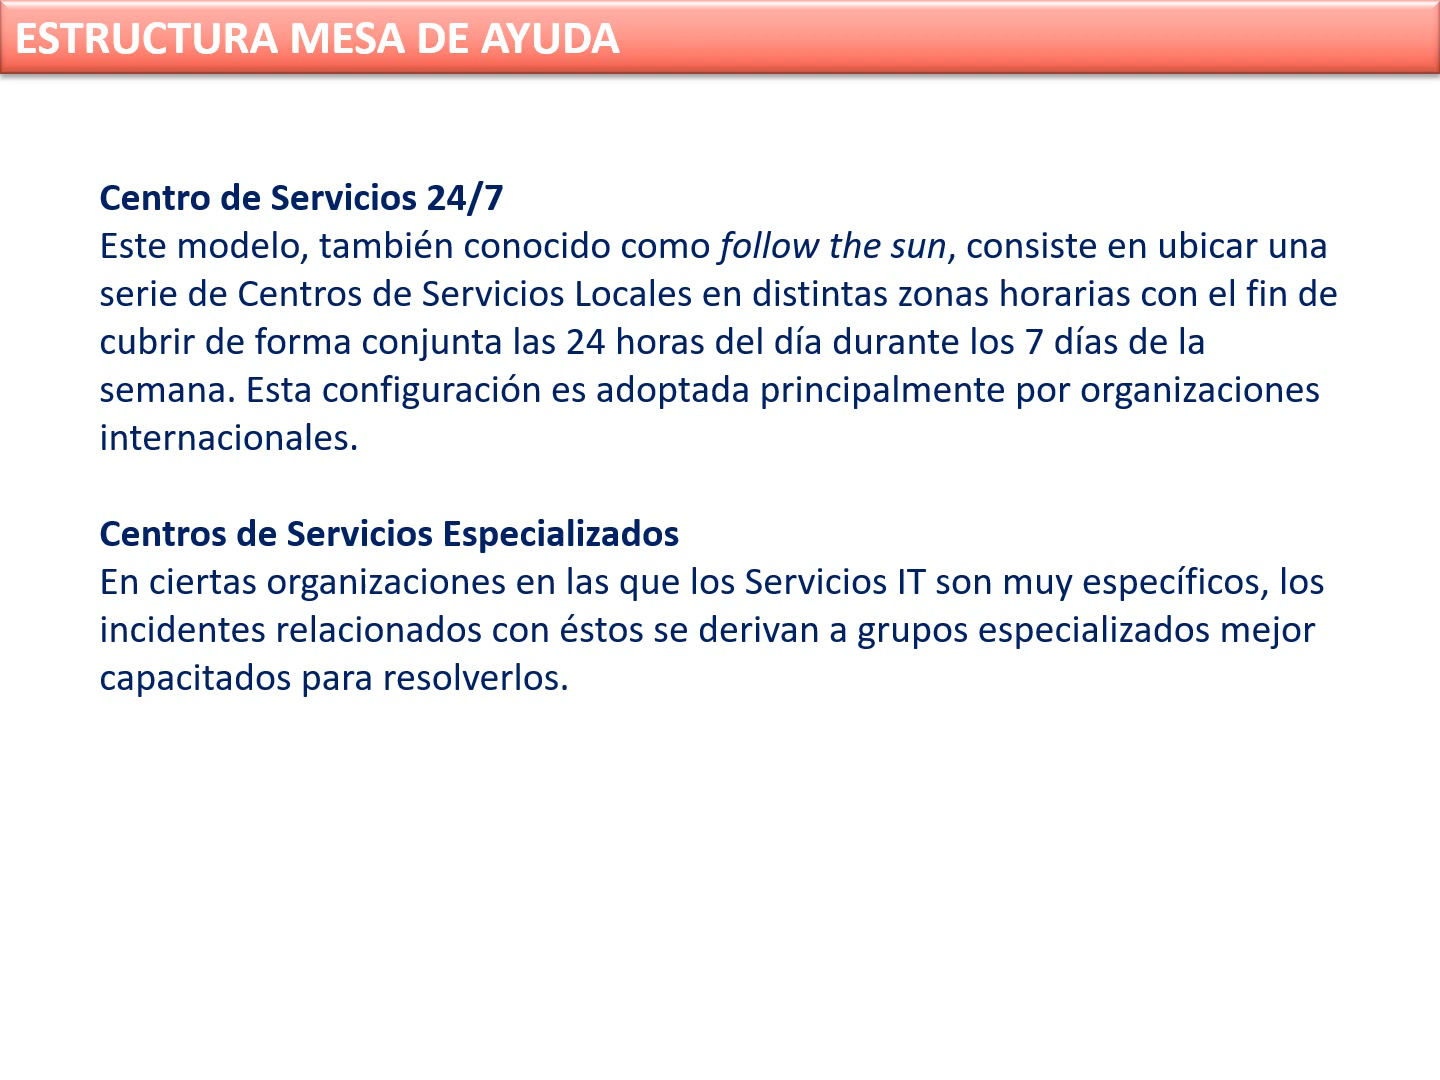 ESTRUCTURA MESA DE AYUDA
Centro de Servicios 24/7
Este modelo, también conocido como follow the sun, consiste en ubicar una
serie de Centros de Servicios Locales en distintas zonas horarias con el fin de
cubrir de forma conjunta las 24 horas del día durante los 7 días de la
semana. Esta configuración es adoptada principalmente por organizaciones
internacionales.
Centros de Servicios Especializados
En ciertas organizaciones en las que los Servicios IT son muy específicos, los
incidentes relacionados con éstos se derivan a grupos especializados mejor
capacitados para resolverlos.